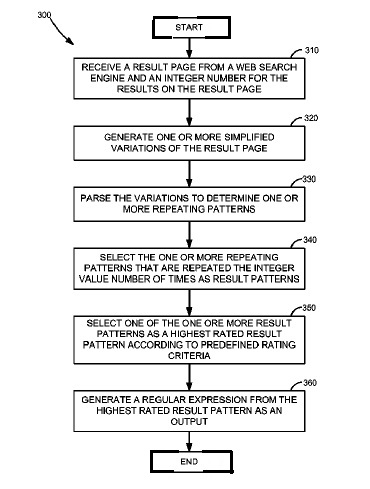 300
START
310
RECEIVE A RESULT PAGE FROM A WEB SEARCH
ENGINE AND AN INTEGER NUMBER FOR THE
RESULTS ON THE RESULT PAGE
320
GENERATE ONE OR MORE SIMPLIFIED
VARIATIONS OF THE RESULT PAGE
330
PARSE THE VARIATIONS TO DETERMINE ONE OR
MORE REPEATING PATTERNS
340
SELECT THE ONE OR MORE REPEATING
PATTERNS THAT ARE REPEATED THE INTEGER
VALUE NUMBER OF TIMES AS RESULT PATTERNS
350
SELECT ONE OF THE ONE ORE MORE RESULT
PATTERNS AS A HIGHEST RATED RESULT
PATTERN ACCORDING TO PREDEFINED RATING
CRITERIA
360
GENERATE A REGULAR EXPRESSION FROM THE
HIGHEST RATED RESULT PATTERN AS AN
OUTPUT
END